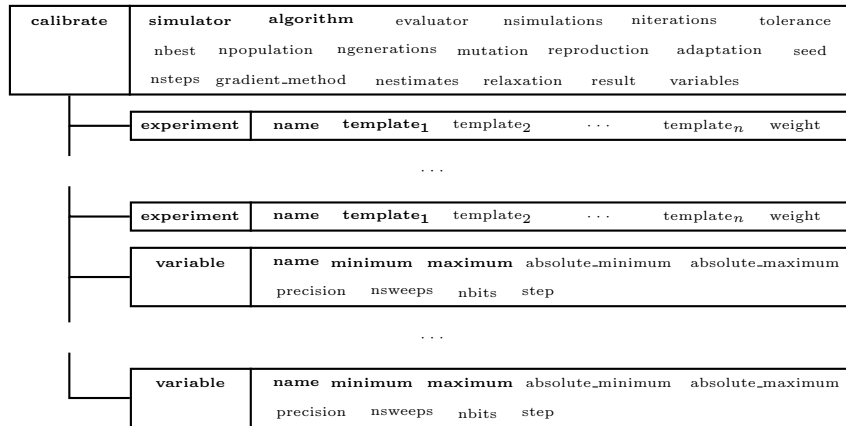 calibrate simulator algorithm evaluator nsimulations niterations tolerance
nbest npopulation ngenerations mutation reproduction adaptation seed
nsteps gradient_method nestimates relaxation result variables
experiment name template₁ template₂ ··· templateₙ weight
···
experiment name template₁ template₂ ··· templateₙ weight
variable name minimum maximum absolute_minimum absolute_maximum
precision nsweeps nbits step
···
variable name minimum maximum absolute_minimum absolute_maximum
precision nsweeps nbits step